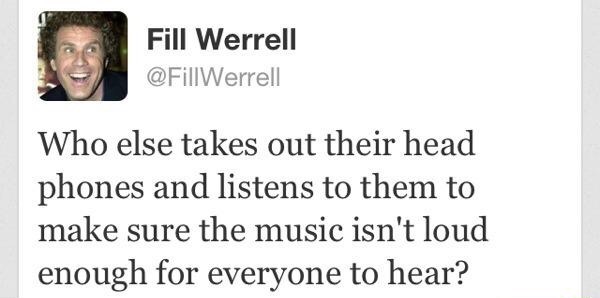 Fill Werrell
@FillWerrell
Who else takes out their head
phones and listens to them to
make sure the music isn't loud
enough for everyone to hear?